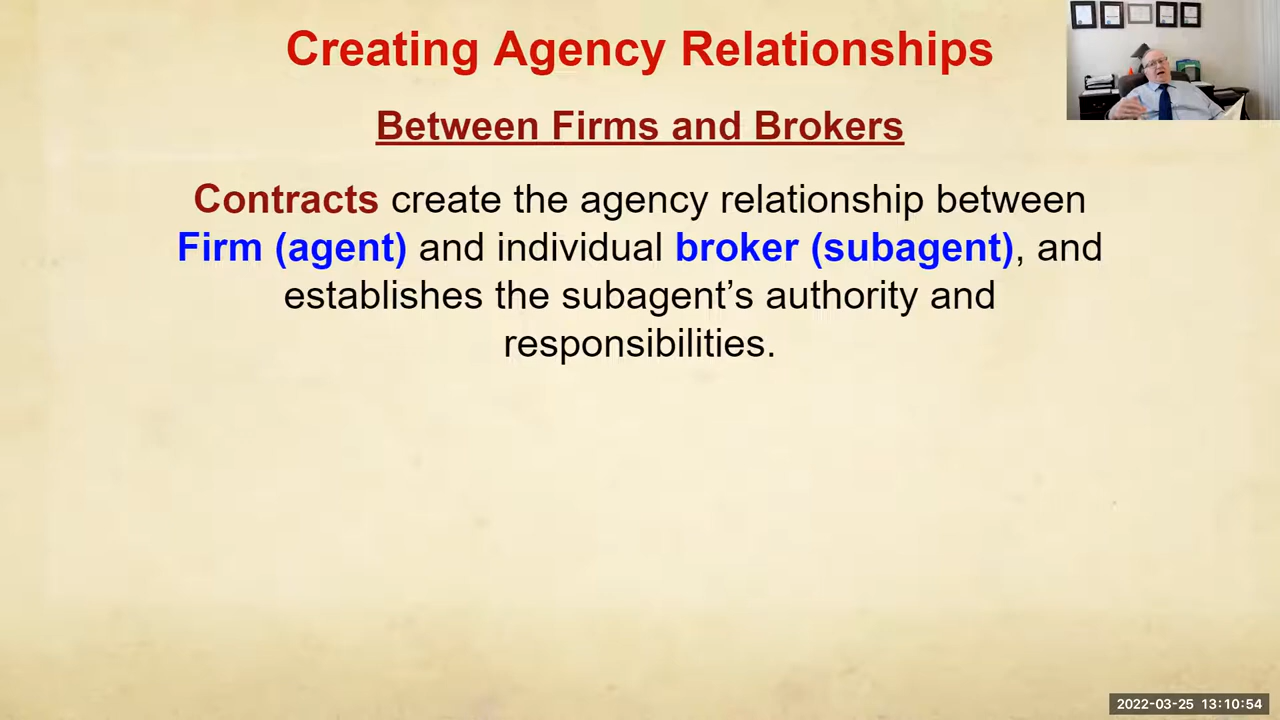 Creating Agency Relationships
Between Firms and Brokers
Contracts create the agency relationship between
Firm (agent) and individual broker (subagent), and
establishes the subagent’s authority and
responsibilities.
2022-03-25 13:10:54